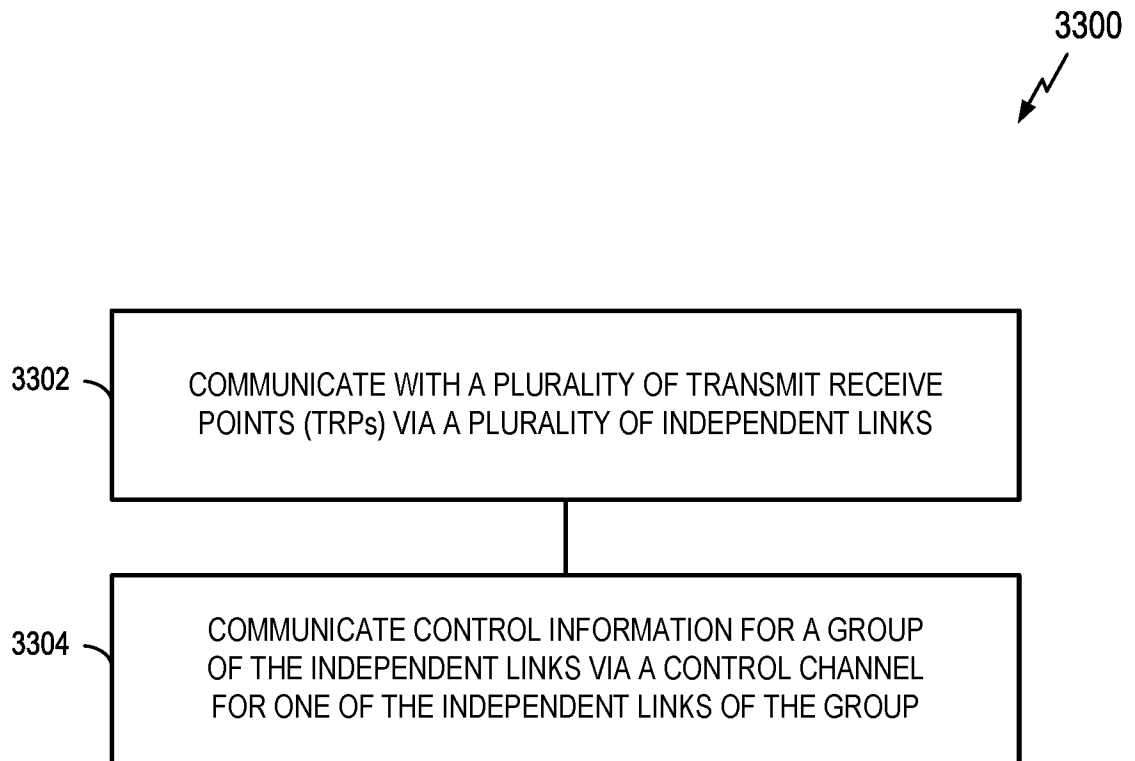 3300
3302
COMMUNICATE WITH A PLURALITY OF TRANSMIT RECEIVE
POINTS (TRPs) VIA A PLURALITY OF INDEPENDENT LINKS
3304
COMMUNICATE CONTROL INFORMATION FOR A GROUP
OF THE INDEPENDENT LINKS VIA A CONTROL CHANNEL
FOR ONE OF THE INDEPENDENT LINKS OF THE GROUP